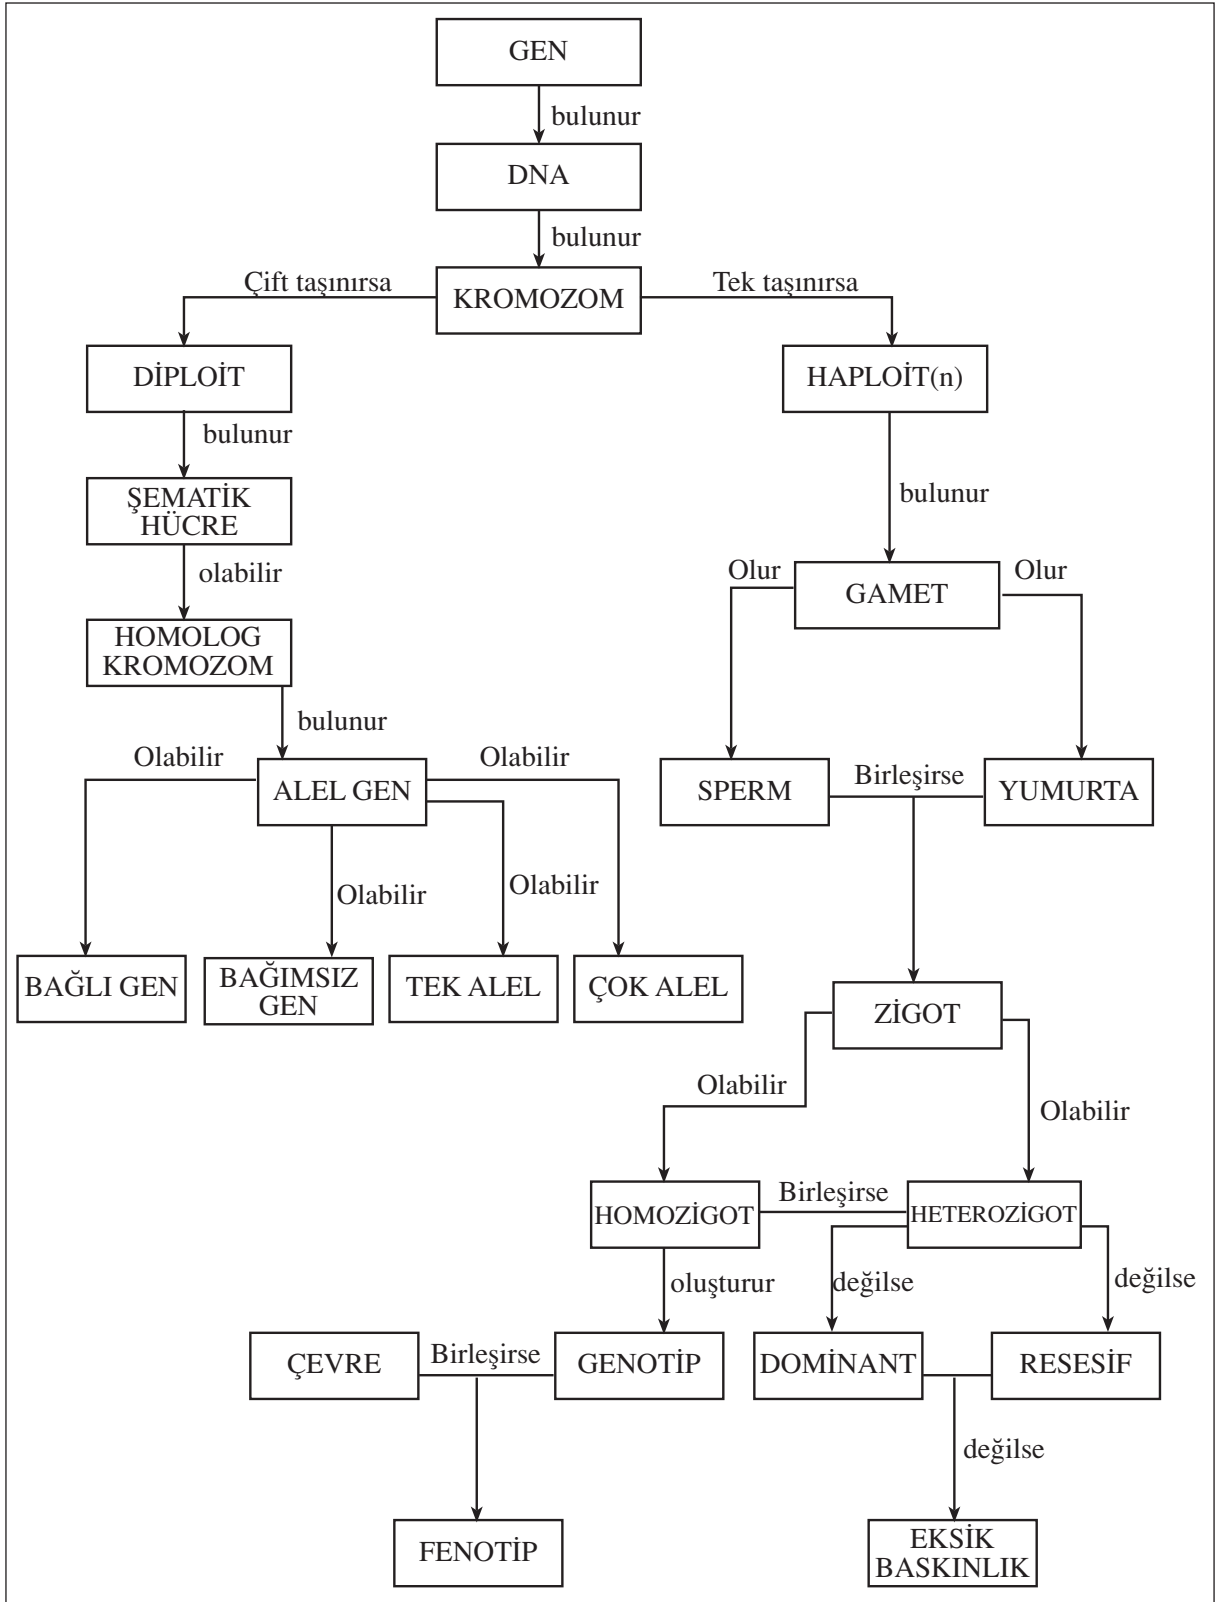 GEN
bulunur
DNA
bulunur
Çift taşınırsa
KROMOZOM
Tek taşınırsa
DİPLOİT
HAPLOİT(n)
bulunur
ŞEMATİK
HÜCRE
bulunur
olabilir
Olur
GAMET
Olur
HOMOLOG
KROMOZOM
bulunur
Olabilir
Olabilir
ALEL GEN
SPERM
Birleşirse
YUMURTA
Olabilir
Olabilir
BAĞLI GEN
BAĞIMSIZ
GEN
TEK ALEL
ÇOK ALEL
ZİGOT
Olabilir
Olabilir
HOMOZİGOT
Birleşirse
HETEROZİGOT
oluşturur
değilse
değilse
ÇEVRE
Birleşirse
GENOTİP
DOMİNANT
RESESİF
değilse
FENOTİP
EKSİK
BASKINLIK